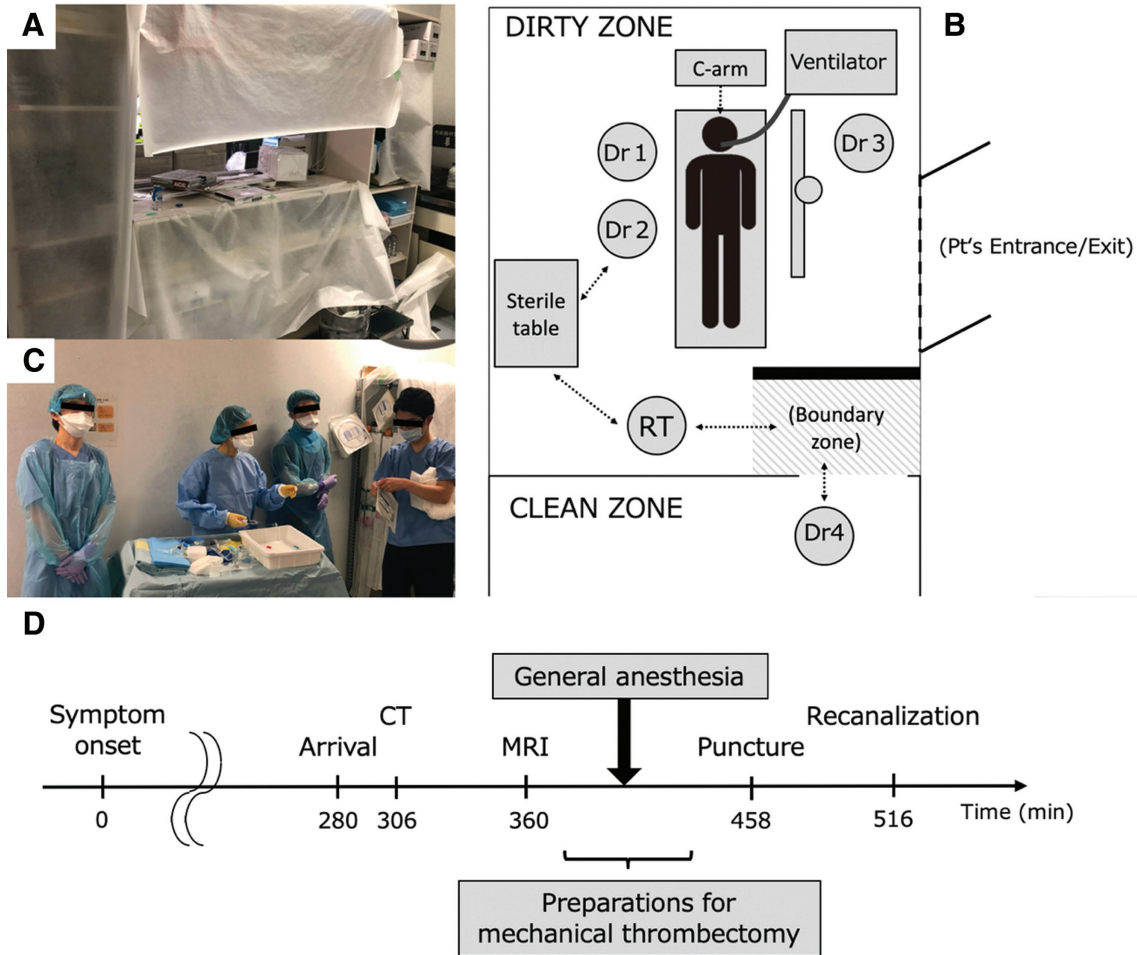 A
B
DIRTY ZONE
C-arm
Ventilator
Dr 1
Dr 3
Dr 2
(Pt's Entrance/Exit)
Sterile
table
RT
(Boundary
zone)
CLEAN ZONE
Dr4
C
D
General anesthesia
Symptom
onset
CT
Recanalization
Arrival
MRI
Puncture
0
280
306
360
458
516
Time (min)
Preparations for
mechanical thrombectomy